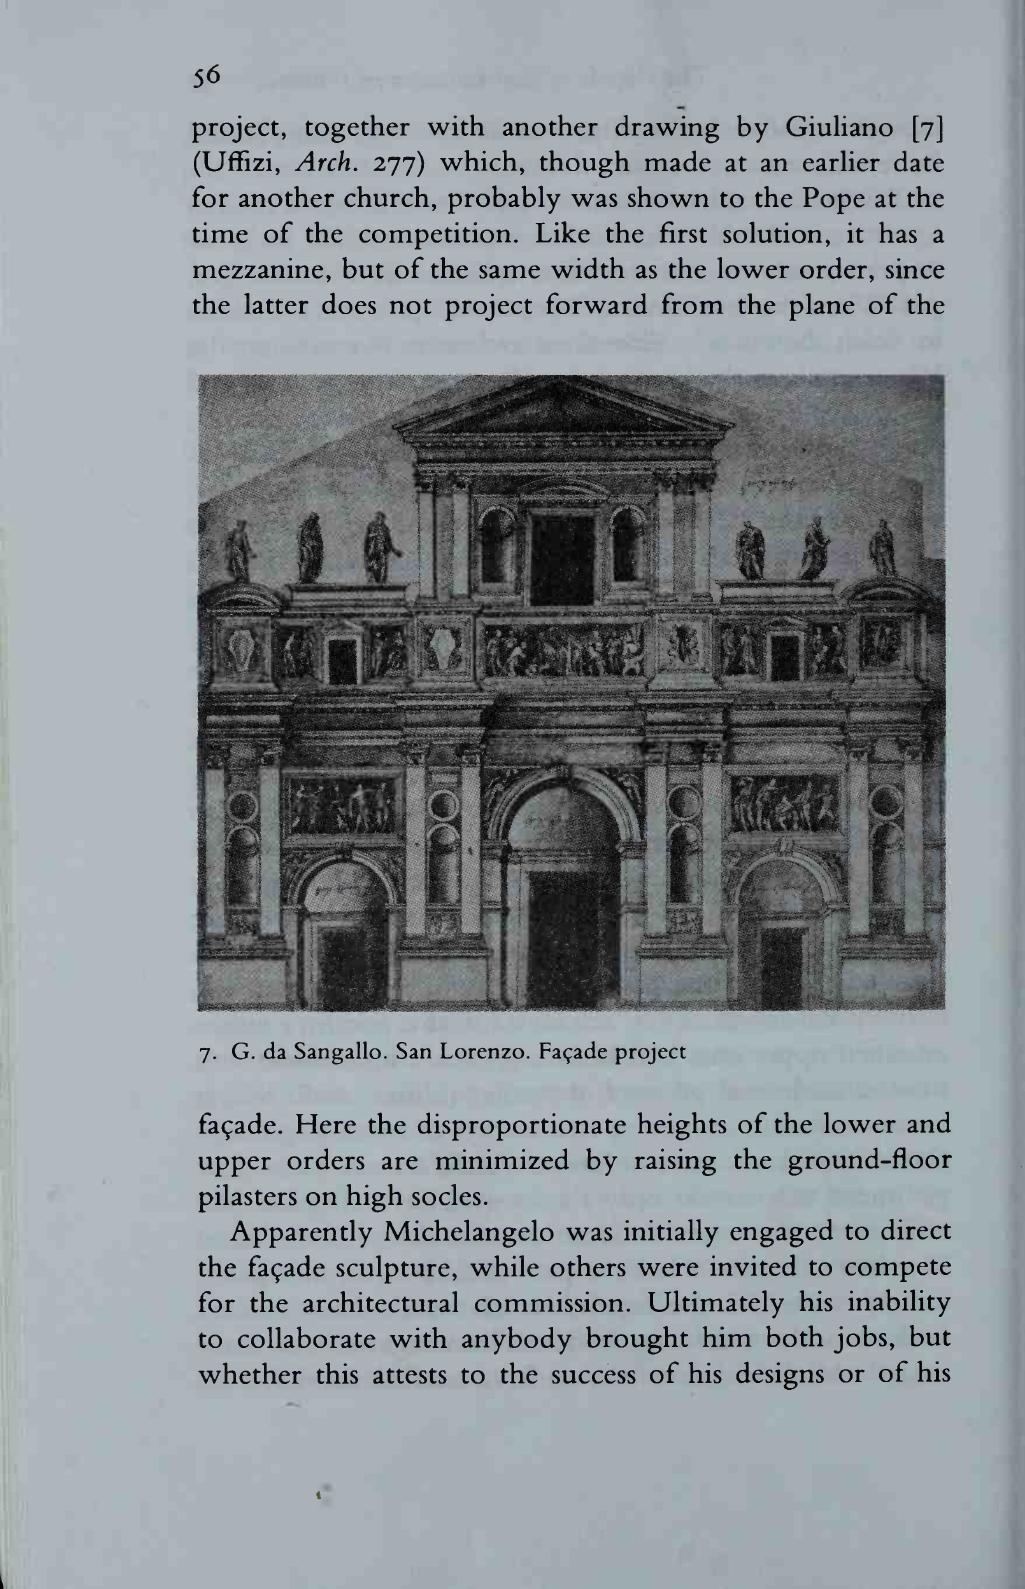 56
project, together with another drawing by Giuliano [7]
(Uffizi, Arch. 277) which, though made at an earlier date
for another church, probably was shown to the Pope at the
time of the competition. Like the first solution, it has a
mezzanine, but of the same width as the lower order, since
the latter does not project forward from the plane of the
7. G. da Sangallo. San Lorenzo. Façade project
façade. Here the disproportionate heights of the lower and
upper orders are minimized by raising the ground-floor
pilasters on high socles.
Apparently Michelangelo was initially engaged to direct
the façade sculpture, while others were invited to compete
for the architectural commission. Ultimately his inability
to collaborate with anybody brought him both jobs, but
whether this attests to the success of his designs or of his